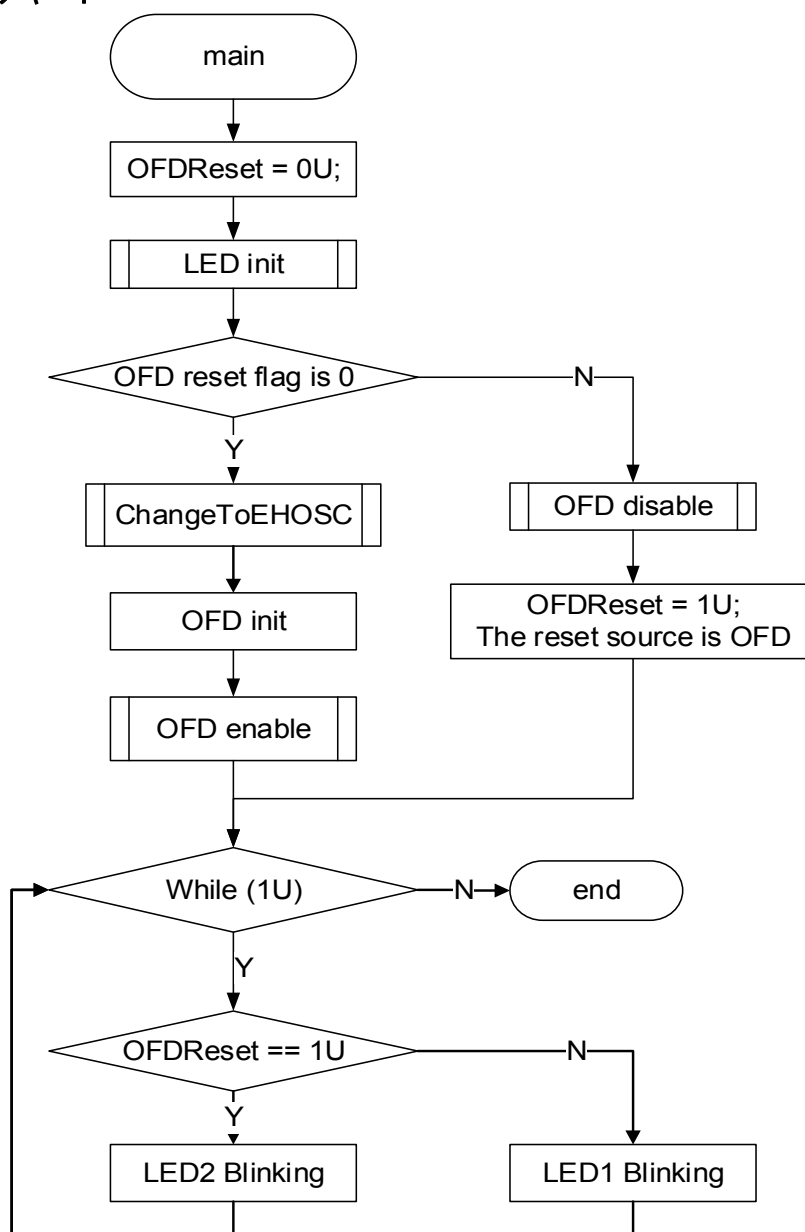 main
OFDReset = 0U;
LED init
OFD reset flag is 0
N
Y
ChangeToEHOSC
OFD disable
OFD init
OFDReset = 1U;
The reset source is OFD
OFD enable
While (1U)
N
end
Y
OFDReset == 1U
N
Y
LED2 Blinking
LED1 Blinking